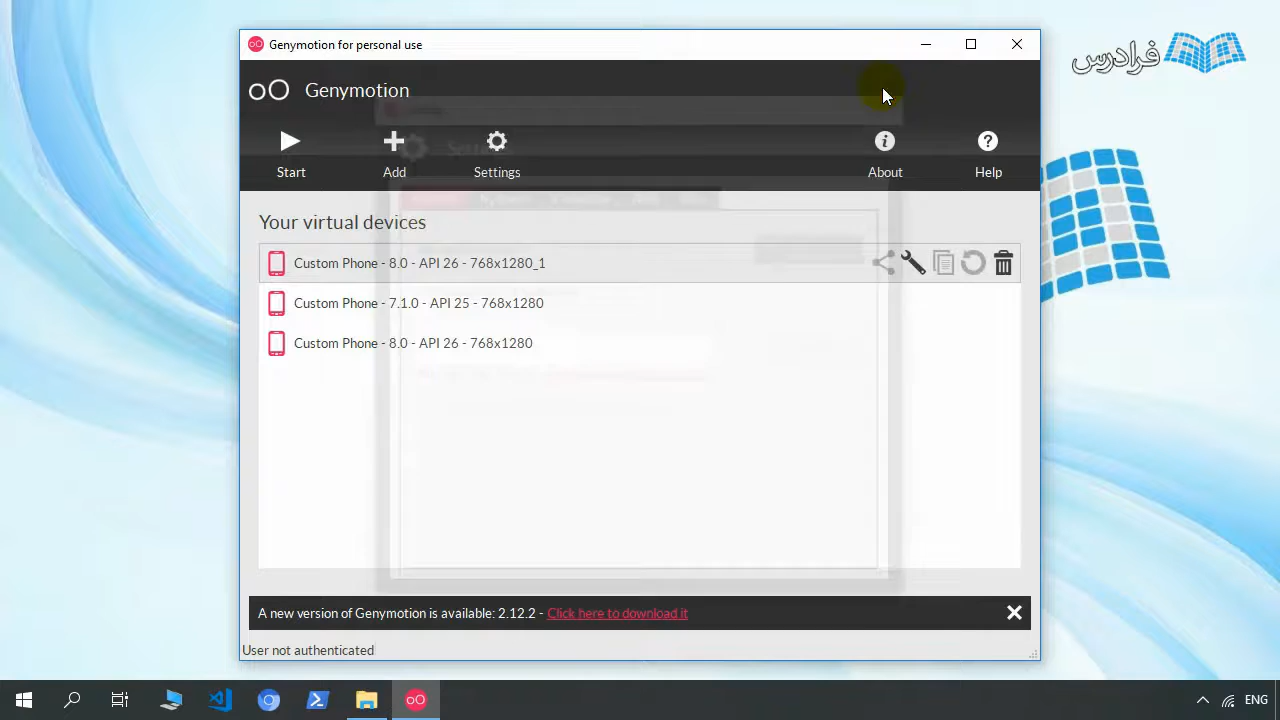 Genymotion for personal use
فرادرس
Genymotion
Start
Add
Settings
About
Help
Your virtual devices
Custom Phone - 8.0 - API 26 - 768x1280_1
Custom Phone - 7.1.0 - API 25 - 768x1280
Custom Phone - 8.0 - API 26 - 768x1280
A new version of Genymotion is available: 2.12.2 - Click here to download it
User not authenticated
ENG